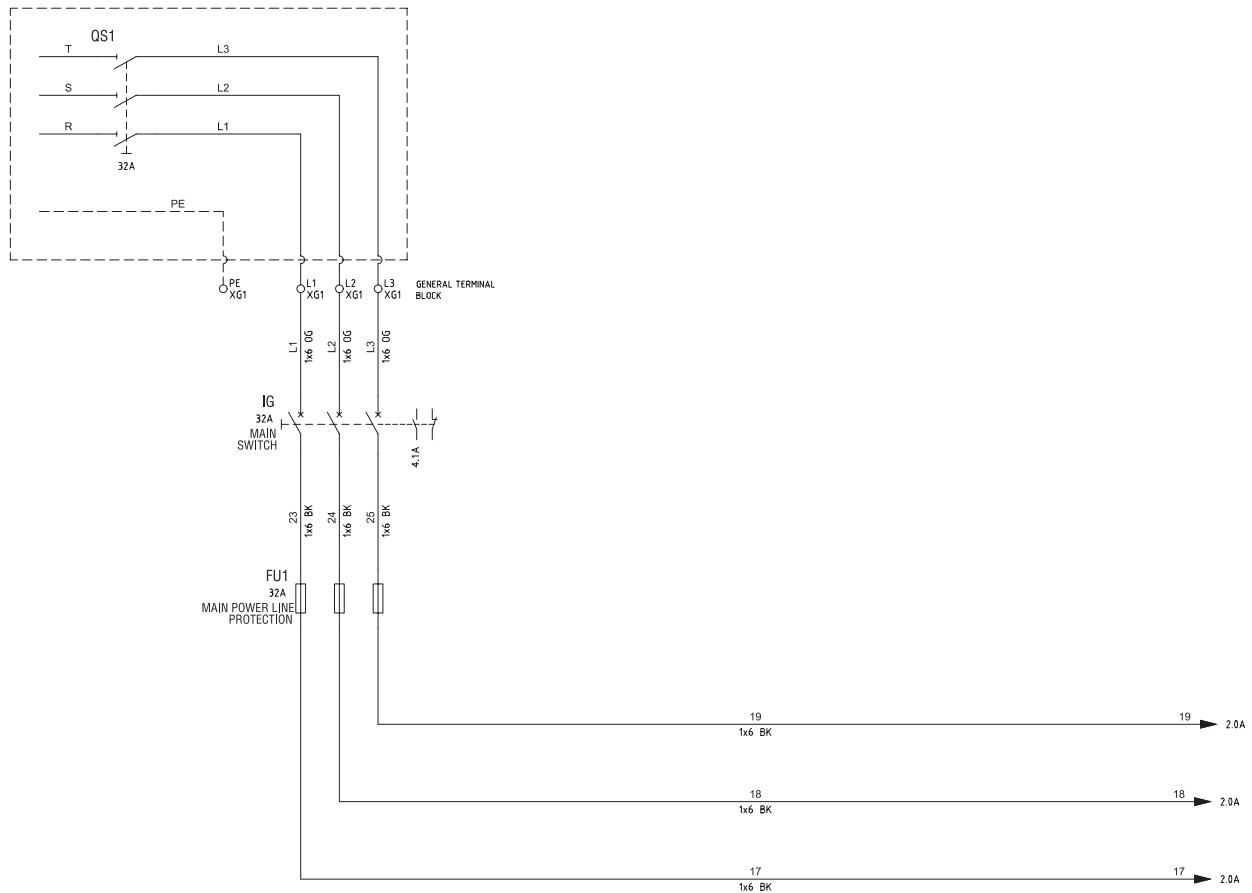 QS1
T L3
S L2
R L1
32A
PE
PE
XG1
L1
XG1
L2
XG1
L3
XG1
GENERAL TERMINAL
BLOCK
L1
1x6 OG
L2
1x6 OG
L3
1x6 OG
IG
32A
MAIN
SWITCH
4.1A
23
1x6 BK
24
1x6 BK
25
1x6 BK
FU1
32A
MAIN POWER LINE
PROTECTION
19 19
1x6 BK
2.0A
18 18
1x6 BK
2.0A
17 17
1x6 BK
2.0A